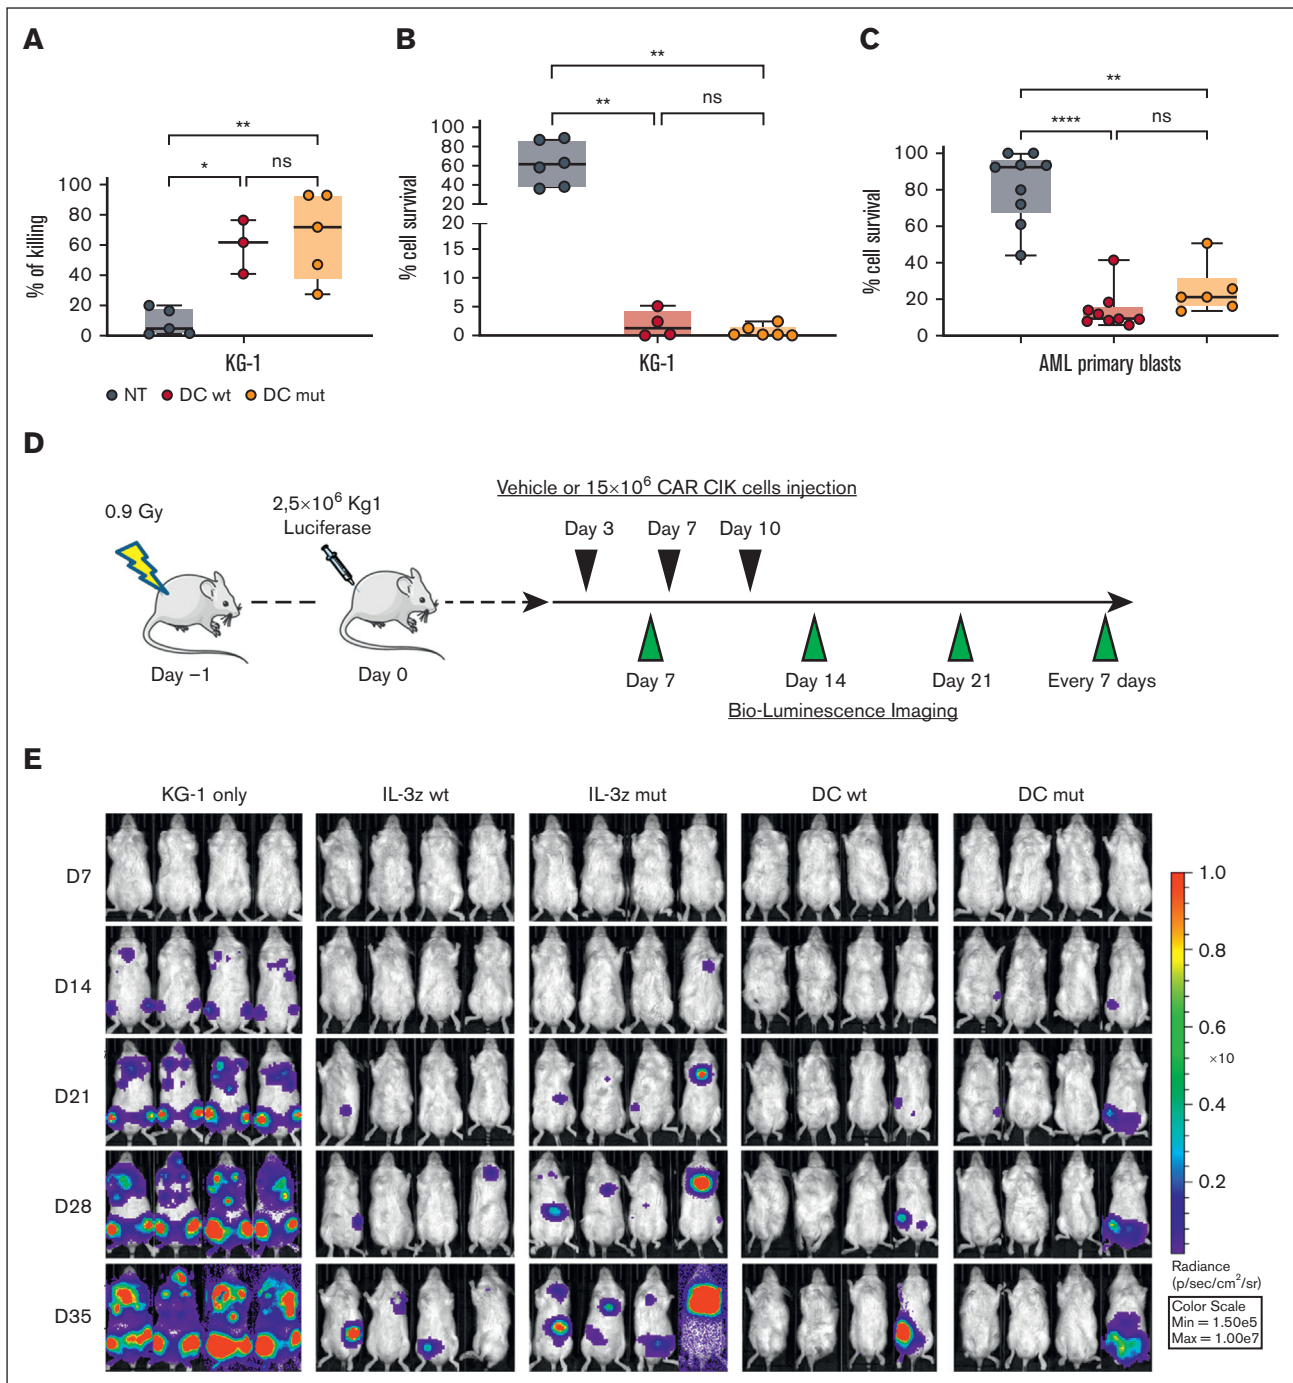 A
B
C
**
*
ns
% of killing
100
80
60
40
20
0
KG-1
NT DC wt DC mut
**
**
ns
% cell survival
100
80
60
40
20
20
15
10
5
0
KG-1
**
****
ns
% cell survival
100
80
60
40
20
0
AML primary blasts
D
0.9 Gy
Day –1
2,5×10⁶ Kg1
Luciferase
Day 0
Vehicle or 15×10⁶ CAR CIK cells injection
Day 3 Day 7 Day 10
Day 7 Day 14 Day 21 Every 7 days
Bio-Luminescence Imaging
E
KG-1 only IL-3z wt IL-3z mut DC wt DC mut
D7
D14
D21
D28
D35
1.0
0.8
0.6
×10
0.4
0.2
Radiance
(p/sec/cm²/sr)
Color Scale
Min = 1.50e5
Max = 1.00e7